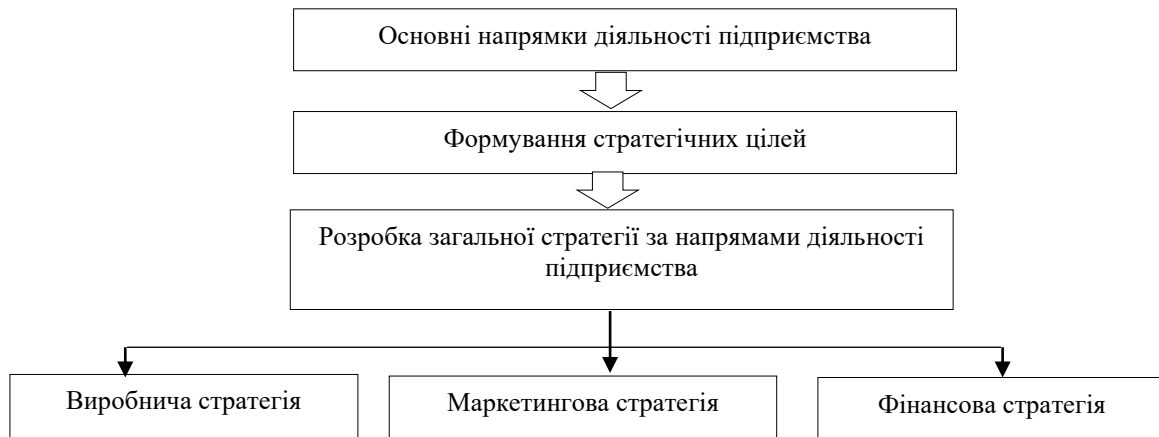 Основні напрямки діяльності підприємства
Формування стратегічних цілей
Розробка загальної стратегії за напрямами діяльності
підприємства
Виробнича стратегія
Маркетингова стратегія
Фінансова стратегія